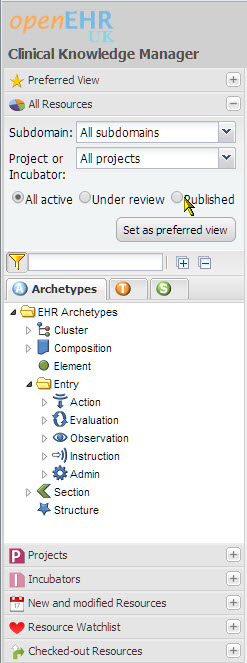 openEHR
UK
Clinical Knowledge Manager
Preferred View
All Resources
Subdomain: All subdomains
Project or Incubator: All projects
All active Under review Published
Set as preferred view
A Archetypes T S
EHR Archetypes
Cluster
Composition
Element
Entry
Action
Evaluation
Observation
Instruction
Admin
Section
Structure
P Projects
I Incubators
17 New and modified Resources
Resource Watchlist
Checked-out Resources